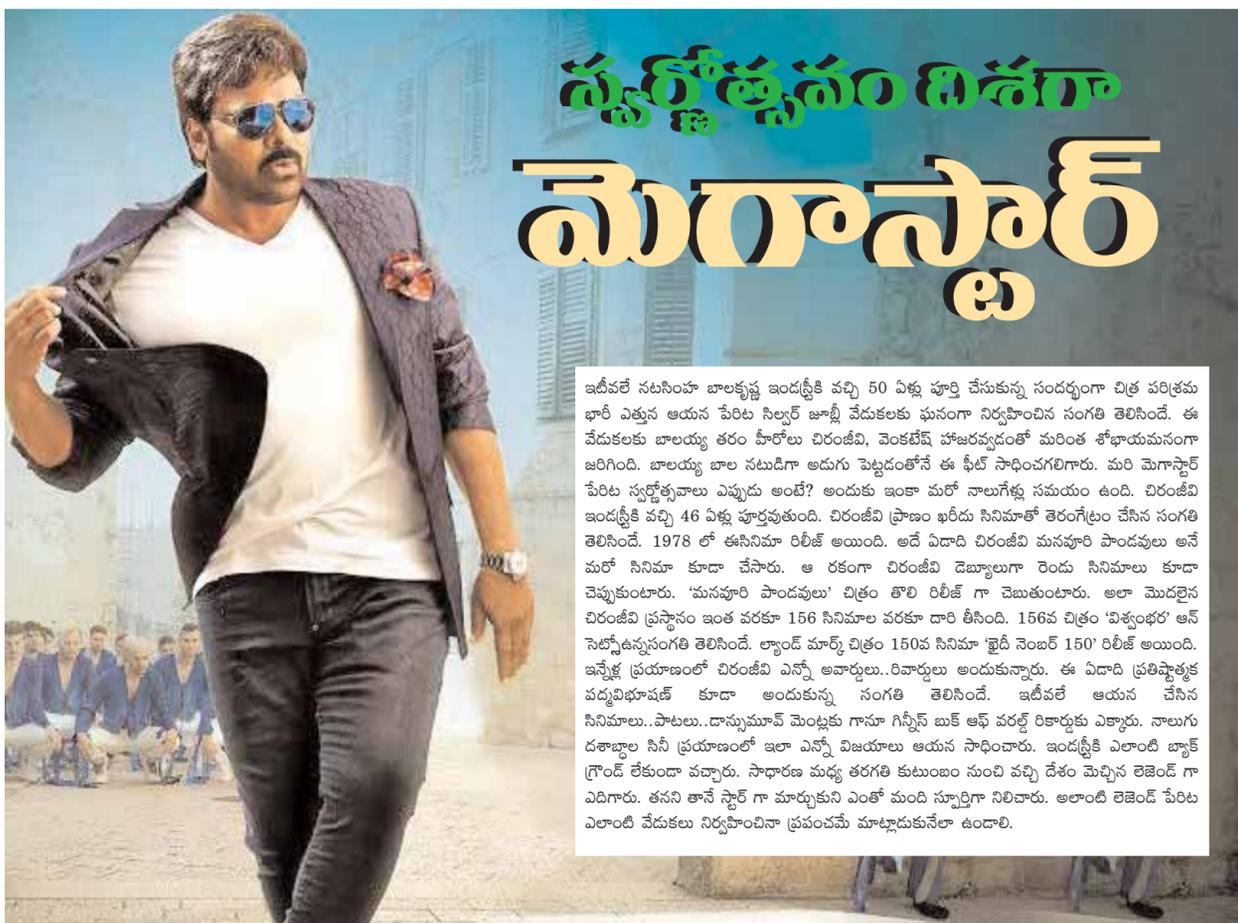 స్వర్ణోత్సవం దిశగా
మెగాస్టార్
ఇటీవలే నటసింహ బాలకృష్ణ ఇండస్ట్రీకి వచ్చి 50 ఏళ్లు పూర్తి చేసుకున్న సందర్భంగా చిత్ర పరిశ్రమ
భారీ ఎత్తున ఆయన పేరిట సిల్వర్ జూబ్లీ వేడుకలకు ఘనంగా నిర్వహించిన సంగతి తెలిసిందే. ఈ
వేడుకలకు బాలయ్య తరం హీరోలు చిరంజీవి, వెంకటేష్ హాజరవ్వడంతో మరింత శోభాయమనంగా
జరిగింది. బాలయ్య బాల నటుడిగా అడుగు పెట్టడంతోనే ఈ ఫీట్ సాధించగలిగారు. మరి మెగాస్టార్
పేరిట స్వర్ణోత్సవాలు ఎప్పుడు అంటే? అందుకు ఇంకా మరో నాలుగేళ్లు సమయం ఉంది. చిరంజీవి
ఇండస్ట్రీకి వచ్చి 46 ఏళ్లు పూర్తవుతుంది. చిరంజీవి ప్రాణం ఖరీదు సినిమాతో తెరంగేట్రం చేసిన సంగతి
తెలిసిందే. 1978 లో ఈసినిమా రిలీజ్ అయింది. అదే ఏడాది చిరంజీవి మనవూరి పాండవులు అనే
మరో సినిమా కూడా చేసారు. ఆ రకంగా చిరంజీవి డెబ్యూలుగా రెండు సినిమాలు కూడా
చెప్పుకుంటారు. ‘మనవూరి పాండవులు’ చిత్రం తొలి రిలీజ్ గా చెబుతుంటారు. అలా మొదలైన
చిరంజీవి ప్రస్థానం ఇంత వరకూ 156 సినిమాల వరకూ దారి తీసింది. 156వ చిత్రం ‘విశ్వంభర’ ఆన్
సెట్స్లోఉన్నసంగతి తెలిసిందే. ల్యాండ్ మార్క్ చిత్రం 150వ సినిమా ‘ఖైదీ నెంబర్ 150’ రిలీజ్ అయింది.
ఇన్నేళ్ల ప్రయాణంలో చిరంజీవి ఎన్నో అవార్డులు..రివార్డులు అందుకున్నారు. ఈ ఏడాది ప్రతిష్టాత్మక
పద్మవిభూషణ్ కూడా అందుకున్న సంగతి తెలిసిందే. ఇటీవలే ఆయన చేసిన
సినిమాలు..పాటలు..డాన్సుమూవ్ మెంట్లకు గానూ గిన్నీస్ బుక్ ఆఫ్ వరల్డ్ రికార్డుకు ఎక్కారు. నాలుగు
దశాబ్ధాల సినీ ప్రయాణంలో ఇలా ఎన్నో విజయాలు ఆయన సాధించారు. ఇండస్ట్రీకి ఎలాంటి బ్యాక్
గ్రౌండ్ లేకుండా వచ్చారు. సాధారణ మధ్య తరగతి కుటుంబం నుంచి వచ్చి దేశం మెచ్చిన లెజెండ్ గా
ఎదిగారు. తనని తానే స్టార్ గా మార్చుకుని ఎంతో మంది స్పూర్తిగా నిలిచారు. అలాంటి లెజెండ్ పేరిట
ఎలాంటి వేడుకలు నిర్వహించినా ప్రపంచమే మాట్లాడుకునేలా ఉండాలి.